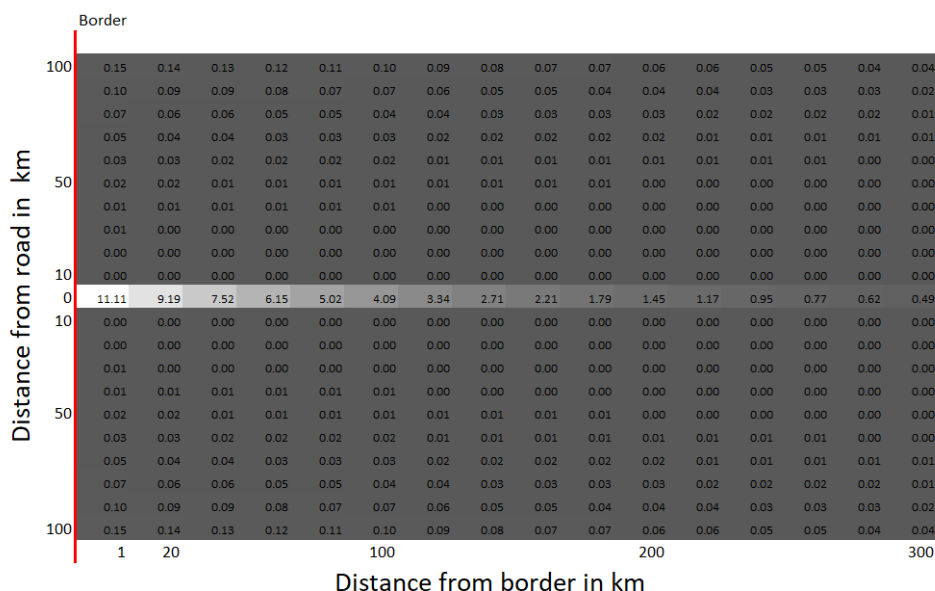 Border
100 0.15 0.14 0.13 0.12 0.11 0.10 0.09 0.08 0.07 0.07 0.06 0.06 0.05 0.05 0.04 0.04
0.10 0.09 0.09 0.08 0.07 0.07 0.06 0.05 0.05 0.04 0.04 0.04 0.03 0.03 0.03 0.02
0.07 0.06 0.06 0.05 0.05 0.04 0.04 0.03 0.03 0.03 0.03 0.02 0.02 0.02 0.02 0.01
0.05 0.04 0.04 0.03 0.03 0.03 0.02 0.02 0.02 0.02 0.02 0.01 0.01 0.01 0.01 0.01
0.03 0.03 0.02 0.02 0.02 0.02 0.01 0.01 0.01 0.01 0.01 0.01 0.01 0.01 0.00 0.00
50 0.02 0.02 0.01 0.01 0.01 0.01 0.01 0.01 0.01 0.00 0.00 0.00 0.00 0.00 0.00 0.00
0.01 0.01 0.01 0.01 0.01 0.01 0.00 0.00 0.00 0.00 0.00 0.00 0.00 0.00 0.00 0.00
0.01 0.00 0.00 0.00 0.00 0.00 0.00 0.00 0.00 0.00 0.00 0.00 0.00 0.00 0.00 0.00
0.00 0.00 0.00 0.00 0.00 0.00 0.00 0.00 0.00 0.00 0.00 0.00 0.00 0.00 0.00 0.00
10 0.00 0.00 0.00 0.00 0.00 0.00 0.00 0.00 0.00 0.00 0.00 0.00 0.00 0.00 0.00 0.00
0 11.11 9.19 7.52 6.15 5.02 4.09 3.34 2.71 2.21 1.79 1.45 1.17 0.95 0.77 0.62 0.49
10 0.00 0.00 0.00 0.00 0.00 0.00 0.00 0.00 0.00 0.00 0.00 0.00 0.00 0.00 0.00 0.00
0.00 0.00 0.00 0.00 0.00 0.00 0.00 0.00 0.00 0.00 0.00 0.00 0.00 0.00 0.00 0.00
0.01 0.00 0.00 0.00 0.00 0.00 0.00 0.00 0.00 0.00 0.00 0.00 0.00 0.00 0.00 0.00
0.01 0.01 0.01 0.01 0.01 0.01 0.00 0.00 0.00 0.00 0.00 0.00 0.00 0.00 0.00 0.00
50 0.02 0.02 0.01 0.01 0.01 0.01 0.01 0.01 0.01 0.00 0.00 0.00 0.00 0.00 0.00 0.00
0.03 0.03 0.02 0.02 0.02 0.02 0.01 0.01 0.01 0.01 0.01 0.01 0.01 0.01 0.00 0.00
0.05 0.04 0.04 0.03 0.03 0.03 0.02 0.02 0.02 0.02 0.02 0.01 0.01 0.01 0.01 0.01
0.07 0.06 0.06 0.05 0.05 0.04 0.04 0.03 0.03 0.03 0.03 0.02 0.02 0.02 0.02 0.01
0.10 0.09 0.09 0.08 0.07 0.07 0.06 0.05 0.05 0.04 0.04 0.04 0.03 0.03 0.03 0.02
100 0.15 0.14 0.13 0.12 0.11 0.10 0.09 0.08 0.07 0.07 0.06 0.06 0.05 0.05 0.04 0.04
1 20 100 200 300
Distance from border in km
Distance from road in km